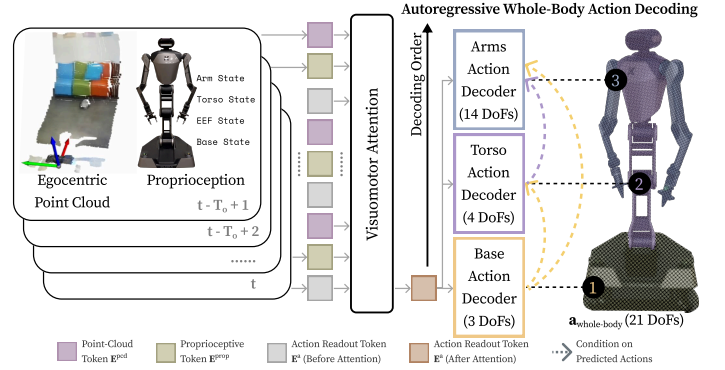 Autoregressive Whole-Body Action Decoding
Arm State
Torso State
EEF State
Base State
Egocentric
Point Cloud
Proprioception
t - Tₒ + 1
t - Tₒ + 2
......
t
Visuomotor Attention
Decoding Order
Arms
Action
Decoder
(14 DoFs)
Torso
Action
Decoder
(4 DoFs)
Base
Action
Decoder
(3 DoFs)
3
2
1
a whole-body (21 DoFs)
Point-Cloud
Token E^pcd
Proprioceptive
Token E^prop
Action Readout Token
E^a (Before Attention)
Action Readout Token
E^a (After Attention)
Condition on
Predicted Actions